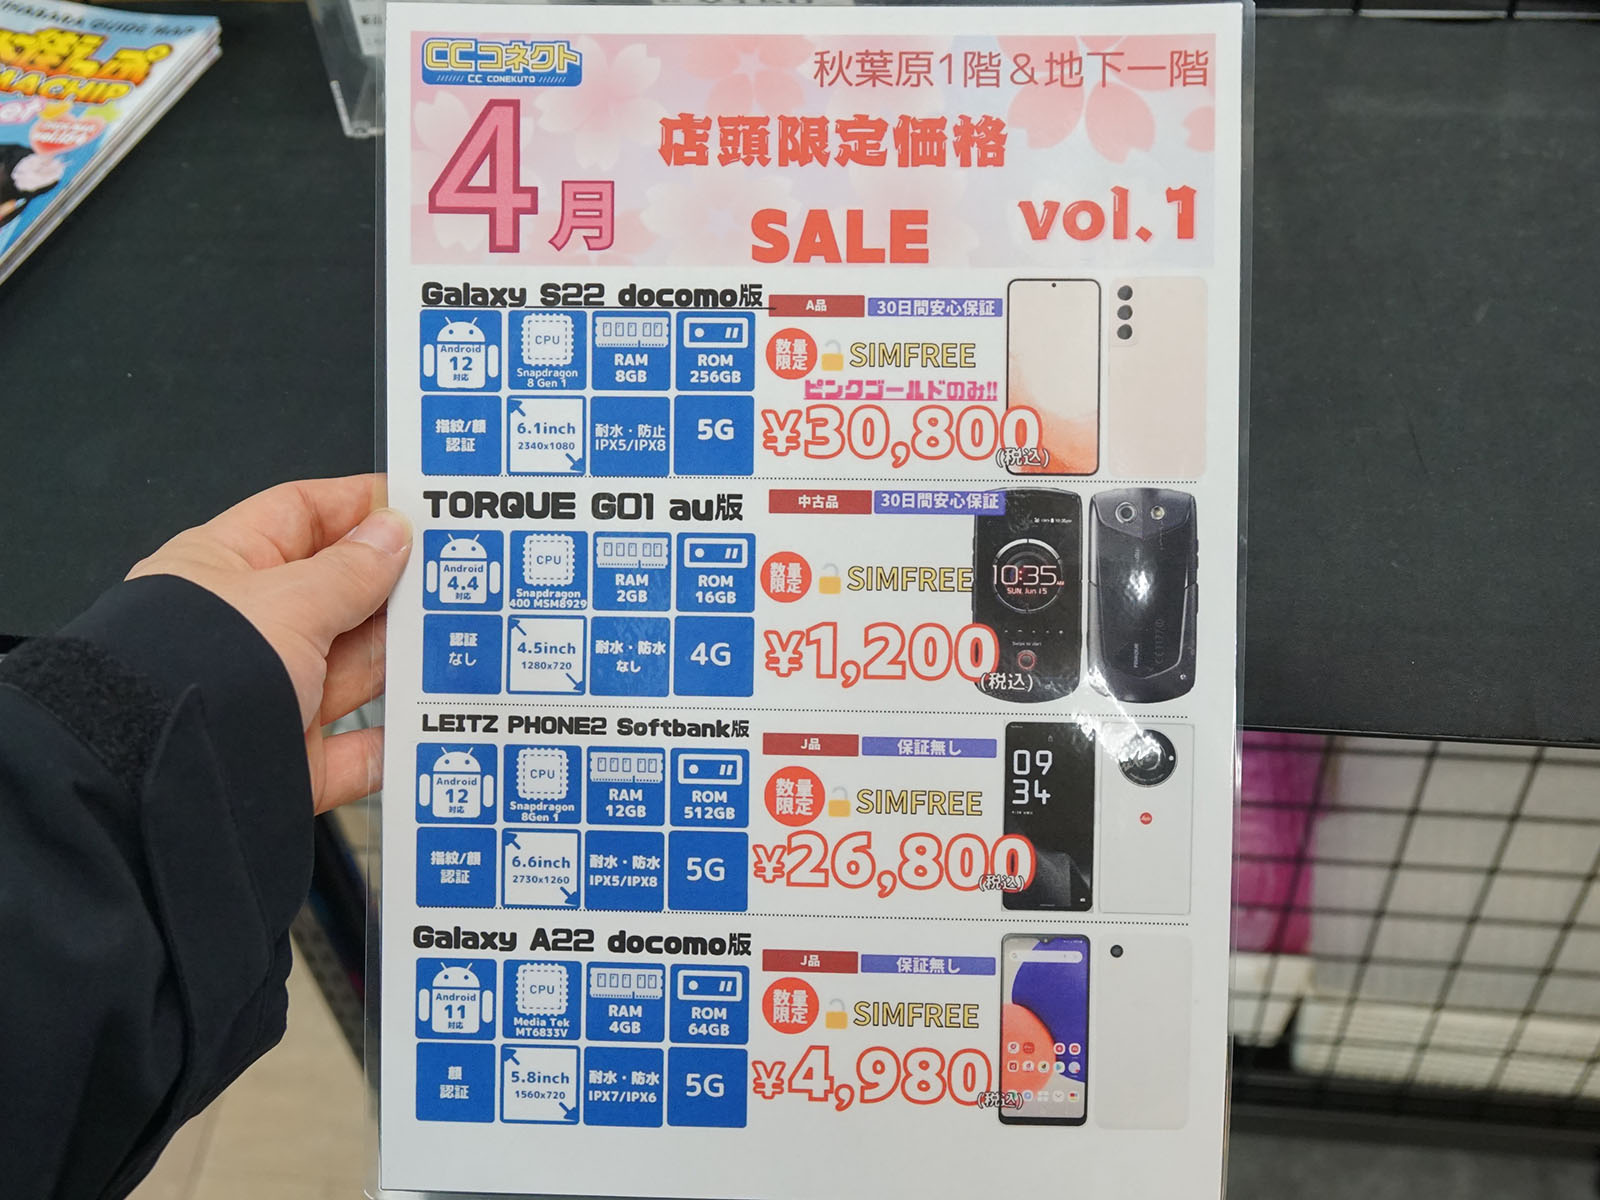 CCコネクト
CC CONEKUTO
秋葉原1階＆地下一階
4月
店頭限定価格
SALE
vol.1
Galaxy S22 docomo版
A品
30日間安心保証
Android
12
対応
CPU
Snapdragon
8 Gen 1
RAM
8GB
ROM
256GB
数量
限定
SIMFREE
ピンクゴールドのみ!!
指紋/顔
認証
6.1inch
2340x1080
耐水・防止
IPX5/IPX8
5G
¥30,800
(税込)
TORQUE G01 au版
中古品
30日間安心保証
Android
4.4
対応
CPU
Snapdragon
400 MSM8929
RAM
2GB
ROM
16GB
数量
限定
SIMFREE
10:35
SUN, Jun 15
認証
なし
4.5inch
1280x720
耐水・防水
なし
4G
¥1,200
(税込)
TORQUE
LEITZ PHONE2 Softbank版
J品
保証無し
Android
12
対応
CPU
Snapdragon
8Gen 1
RAM
12GB
ROM
512GB
数量
限定
SIMFREE
09
34
指紋/顔
認証
6.6inch
2730x1260
耐水・防水
IPX5/IPX8
5G
¥26,800
(税込)
Galaxy A22 docomo版
J品
保証無し
Android
11
対応
CPU
Media Tek
MT6833V
RAM
4GB
ROM
64GB
数量
限定
SIMFREE
顔
認証
5.8inch
1560x720
耐水・防水
IPX7/IPX6
5G
¥4,980
(税込)